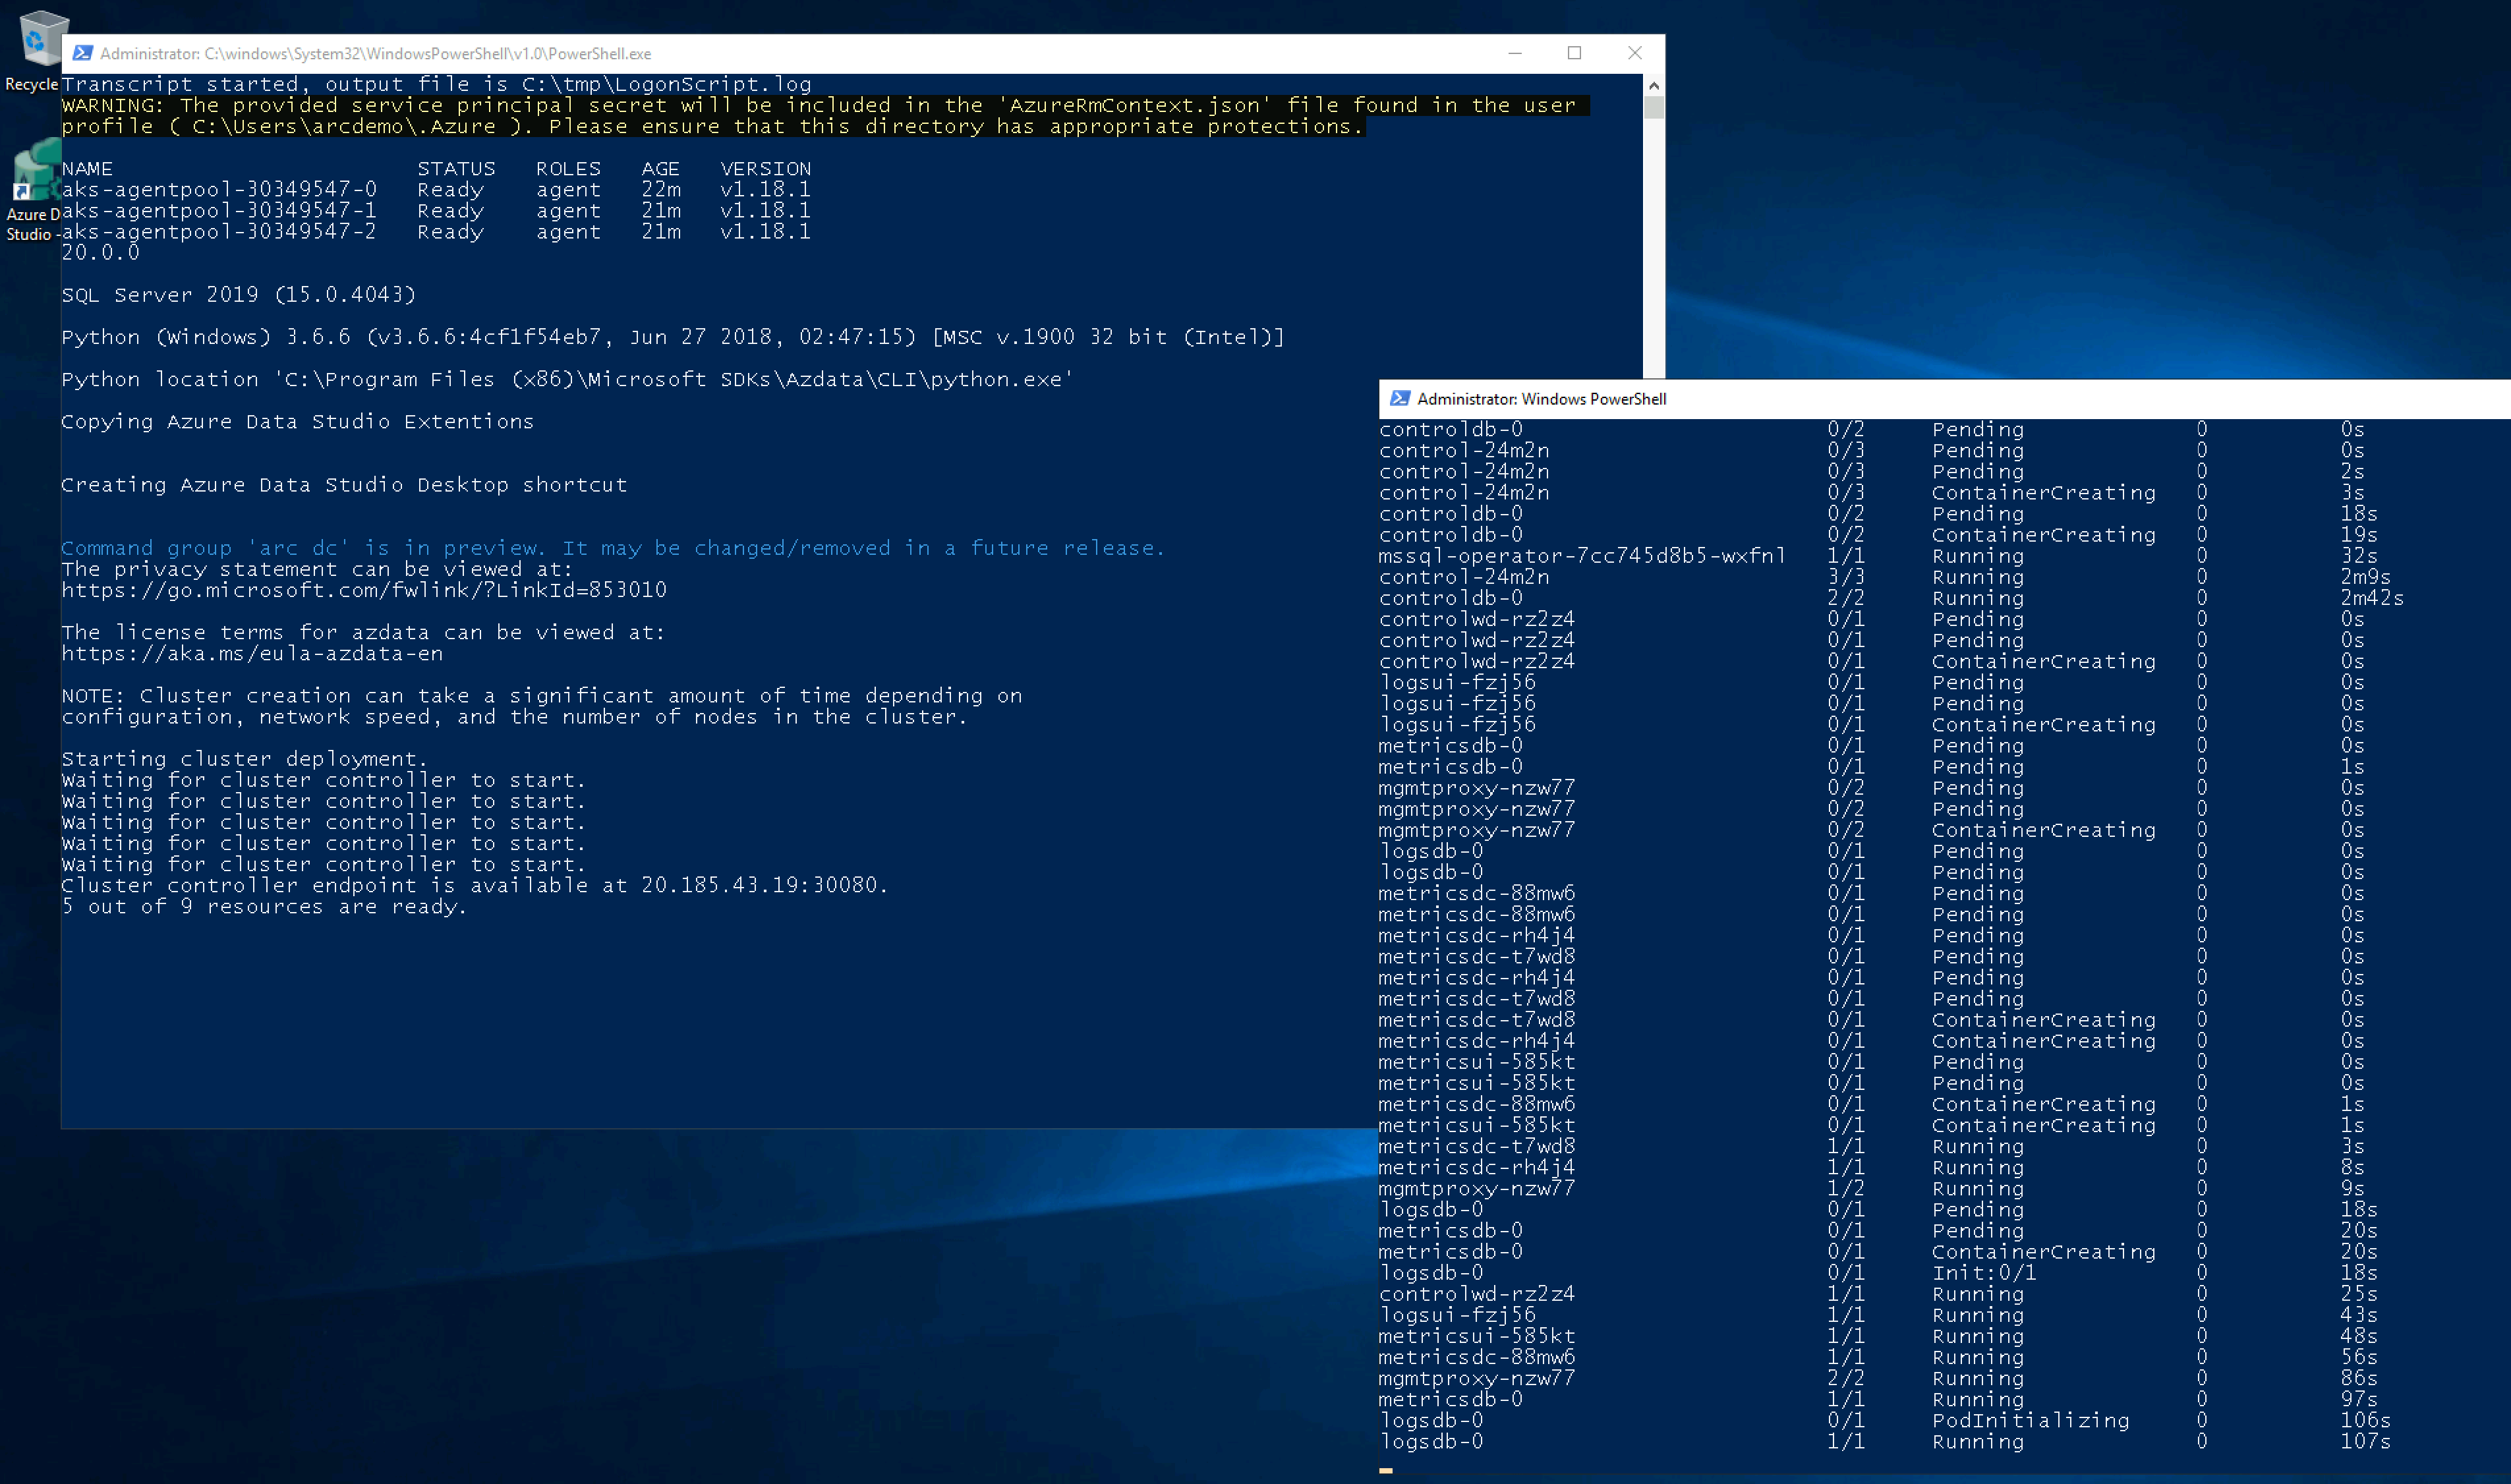 Recycle
Azure D
Studio -
Administrator: C:\windows\System32\WindowsPowerShell\v1.0\PowerShell.exe
Transcript started, output file is C:\tmp\LogonScript.log
WARNING: The provided service principal secret will be included in the 'AzureRmContext.json' file found in the user
profile ( C:\Users\arcdemo\.Azure ). Please ensure that this directory has appropriate protections.
NAME STATUS ROLES AGE VERSION
aks-agentpool-30349547-0 Ready agent 22m v1.18.1
aks-agentpool-30349547-1 Ready agent 21m v1.18.1
aks-agentpool-30349547-2 Ready agent 21m v1.18.1
20.0.0
SQL Server 2019 (15.0.4043)
Python (Windows) 3.6.6 (v3.6.6:4cf1f54eb7, Jun 27 2018, 02:47:15) [MSC v.1900 32 bit (Intel)]
Python location 'C:\Program Files (x86)\Microsoft SDKs\Azdata\CLI\python.exe'
Copying Azure Data Studio Extentions
Creating Azure Data Studio Desktop shortcut
Command group 'arc dc' is in preview. It may be changed/removed in a future release.
The privacy statement can be viewed at:
https://go.microsoft.com/fwlink/?LinkId=853010
The license terms for azdata can be viewed at:
https://aka.ms/eula-azdata-en
NOTE: Cluster creation can take a significant amount of time depending on
configuration, network speed, and the number of nodes in the cluster.
Starting cluster deployment.
Waiting for cluster controller to start.
Waiting for cluster controller to start.
Waiting for cluster controller to start.
Waiting for cluster controller to start.
Waiting for cluster controller to start.
Cluster controller endpoint is available at 20.185.43.19:30080.
5 out of 9 resources are ready.
Administrator: Windows PowerShell
controldb-0 0/2 Pending 0 0s
control-24m2n 0/3 Pending 0 0s
control-24m2n 0/3 Pending 0 2s
control-24m2n 0/3 ContainerCreating 0 3s
controldb-0 0/2 Pending 0 18s
controldb-0 0/2 ContainerCreating 0 19s
mssql-operator-7cc745d8b5-wxfnl 1/1 Running 0 32s
control-24m2n 3/3 Running 0 2m9s
controldb-0 2/2 Running 0 2m42s
controlwd-rz2z4 0/1 Pending 0 0s
controlwd-rz2z4 0/1 Pending 0 0s
controlwd-rz2z4 0/1 ContainerCreating 0 0s
logsui-fzj56 0/1 Pending 0 0s
logsui-fzj56 0/1 Pending 0 0s
logsui-fzj56 0/1 ContainerCreating 0 0s
metricsdb-0 0/1 Pending 0 0s
metricsdb-0 0/1 Pending 0 1s
mgmtproxy-nzw77 0/2 Pending 0 0s
mgmtproxy-nzw77 0/2 Pending 0 0s
mgmtproxy-nzw77 0/2 ContainerCreating 0 0s
logsdb-0 0/1 Pending 0 0s
logsdb-0 0/1 Pending 0 0s
metricsdc-88mw6 0/1 Pending 0 0s
metricsdc-88mw6 0/1 Pending 0 0s
metricsdc-rh4j4 0/1 Pending 0 0s
metricsdc-t7wd8 0/1 Pending 0 0s
metricsdc-rh4j4 0/1 Pending 0 0s
metricsdc-t7wd8 0/1 Pending 0 0s
metricsdc-t7wd8 0/1 ContainerCreating 0 0s
metricsdc-rh4j4 0/1 ContainerCreating 0 0s
metricsui-585kt 0/1 Pending 0 0s
metricsui-585kt 0/1 Pending 0 0s
metricsdc-88mw6 0/1 ContainerCreating 0 1s
metricsui-585kt 0/1 ContainerCreating 0 1s
metricsdc-t7wd8 1/1 Running 0 3s
metricsdc-rh4j4 1/1 Running 0 8s
mgmtproxy-nzw77 1/2 Running 0 9s
logsdb-0 0/1 Pending 0 18s
metricsdb-0 0/1 Pending 0 20s
metricsdb-0 0/1 ContainerCreating 0 20s
logsdb-0 0/1 Init:0/1 0 18s
controlwd-rz2z4 1/1 Running 0 25s
logsui-fzj56 1/1 Running 0 43s
metricsui-585kt 1/1 Running 0 48s
metricsdc-88mw6 1/1 Running 0 56s
mgmtproxy-nzw77 2/2 Running 0 86s
metricsdb-0 1/1 Running 0 97s
logsdb-0 0/1 PodInitializing 0 106s
logsdb-0 1/1 Running 0 107s